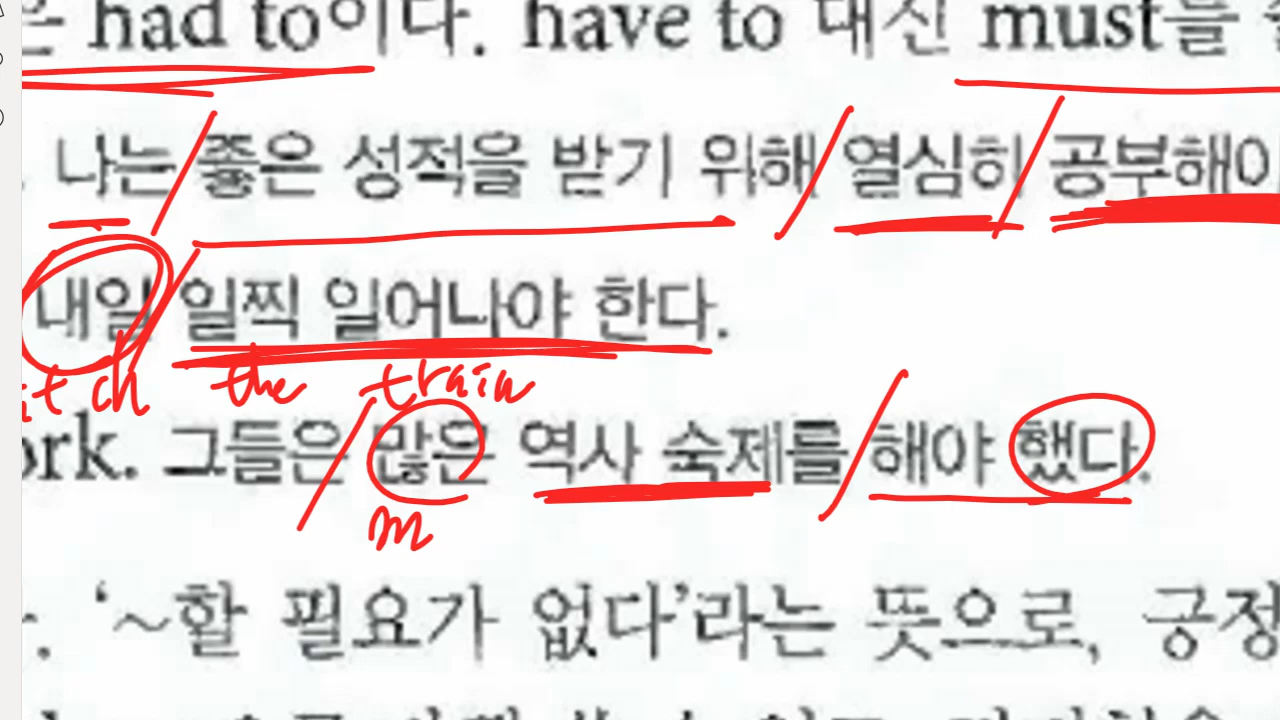 had to이다. have to 대신 must를
나는 좋은 성적을 받기 위해 열심히 공부해야
내일 일찍 일어나야 한다.
the train
ork. 그들은 많은 역사 숙제를 해야 했다.
m
'~할 필요가 없다'라는 뜻으로, 긍정